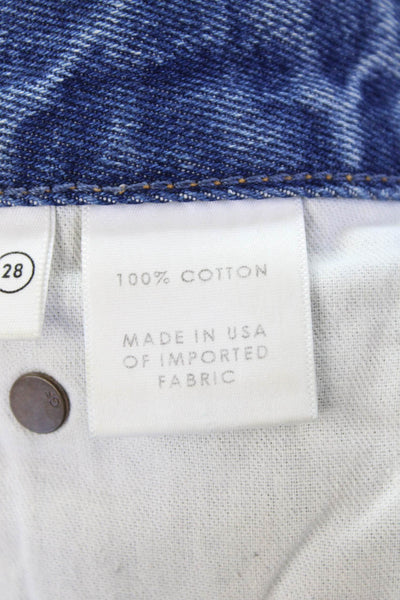 28
100% COTTON
MADE IN USA
OF IMPORTED
FABRIC